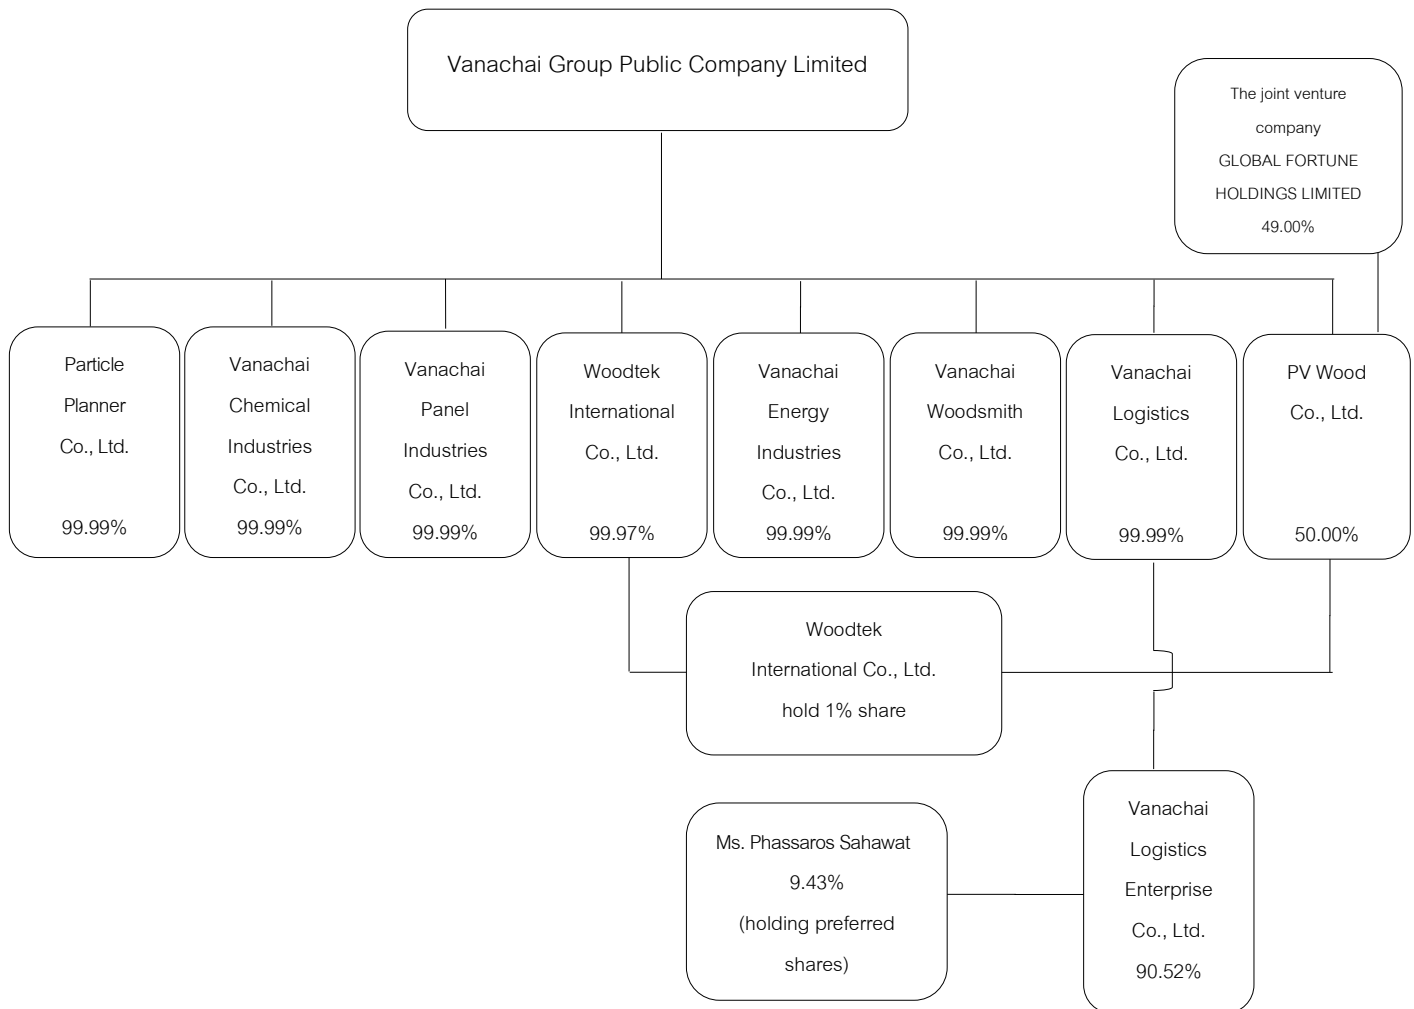 Vanachai Group Public Company Limited
The joint venture
company
GLOBAL FORTUNE
HOLDINGS LIMITED
49.00%
Particle
Planner
Co., Ltd.
99.99%
Vanachai
Chemical
Industries
Co., Ltd.
99.99%
Vanachai
Panel
Industries
Co., Ltd.
99.99%
Woodtek
International
Co., Ltd.
99.97%
Vanachai
Energy
Industries
Co., Ltd.
99.99%
Vanachai
Woodsmith
Co., Ltd.
99.99%
Vanachai
Logistics
Co., Ltd.
99.99%
PV Wood
Co., Ltd.
50.00%
Woodtek
International Co., Ltd.
hold 1% share
Ms. Phassaros Sahawat
9.43%
(holding preferred
shares)
Vanachai
Logistics
Enterprise
Co., Ltd.
90.52%